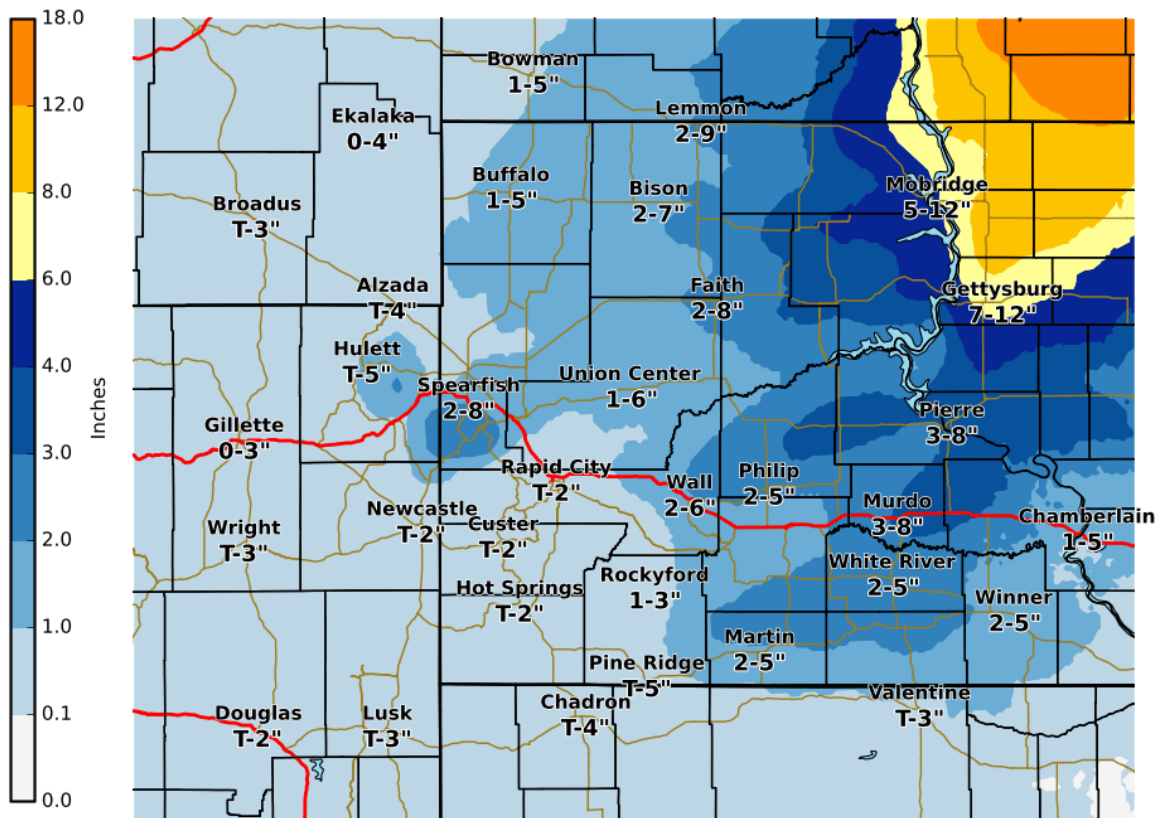 18.0
12.0
8.0
6.0
4.0
3.0
2.0
1.0
0.1
0.0
Inches
Bowman
1-5"
Ekalaka
0-4"
Lemmon
2-9"
Buffalo
1-5"
Bison
2-7"
Mobridge
5-12"
Broadus
T-3"
Alzada
T-4"
Faith
2-8"
Gettysburg
7-12"
Hulett
T-5"
Spearfish
2-8"
Union Center
1-6"
Pierre
3-8"
Gillette
0-3"
Rapid City
T-2"
Wall
2-6"
Philip
2-5"
Murdo
3-8"
Chamberlain
1-5"
Newcastle
T-2"
Custer
T-2"
Wright
T-3"
White River
2-5"
Hot Springs
T-2"
Rockyford
1-3"
Winner
2-5"
Martin
2-5"
Pine Ridge
T-5"
Chadron
T-4"
Valentine
T-3"
Douglas
T-2"
Lusk
T-3"